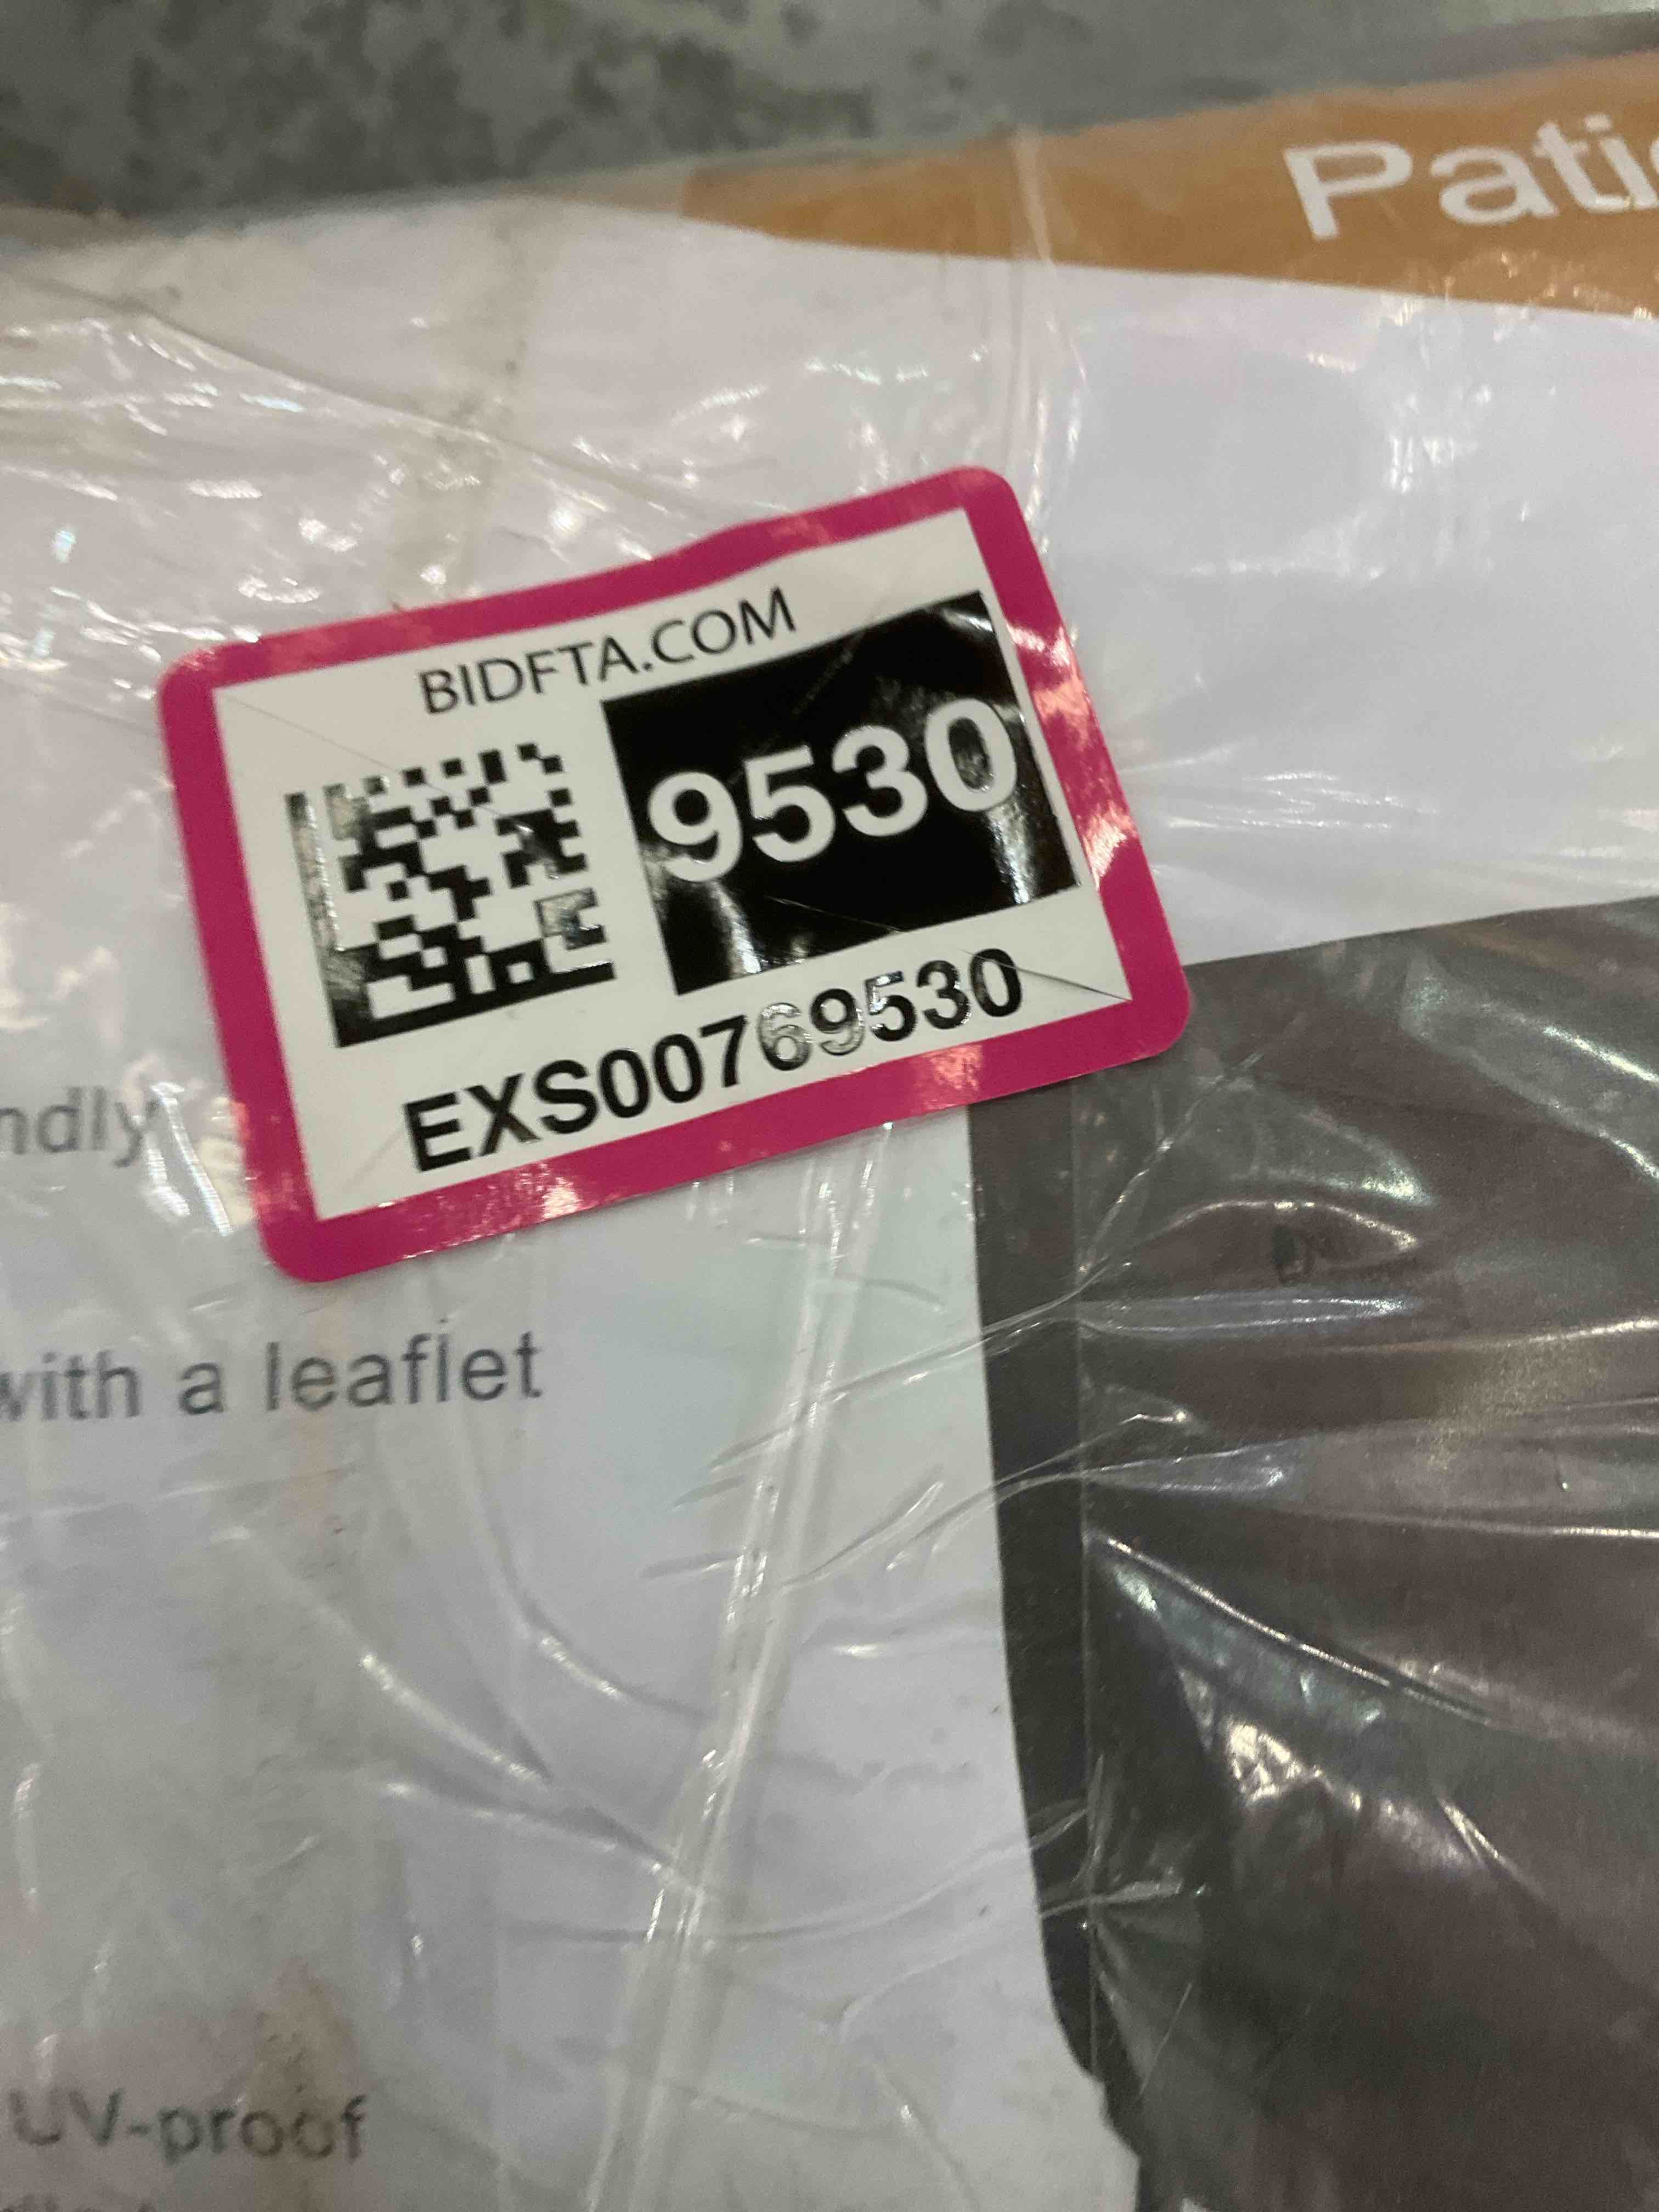 Pati
BIDFTA.COM
9530
EXS00769530
ndly
with a leaflet
UV-proof